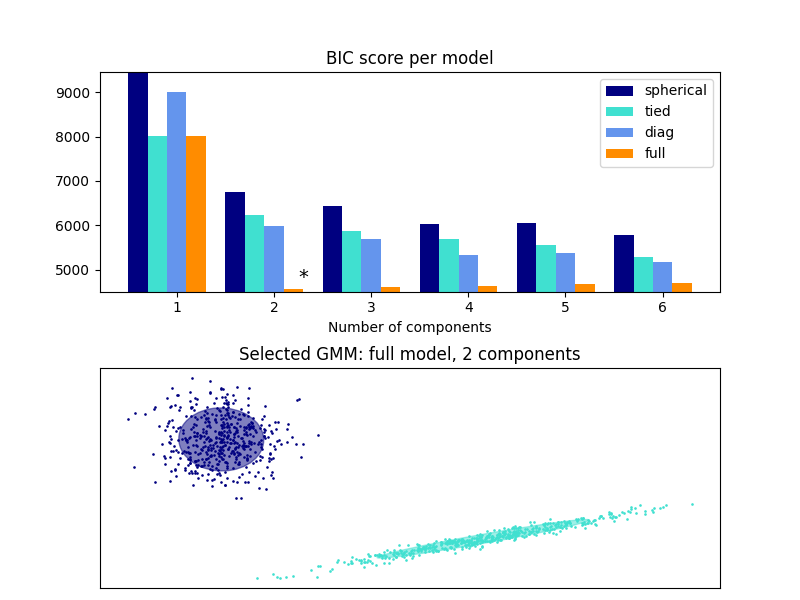 BIC score per model
9000
8000
7000
6000
5000
spherical
tied
diag
full
*
1 2 3 4 5 6
Number of components
Selected GMM: full model, 2 components